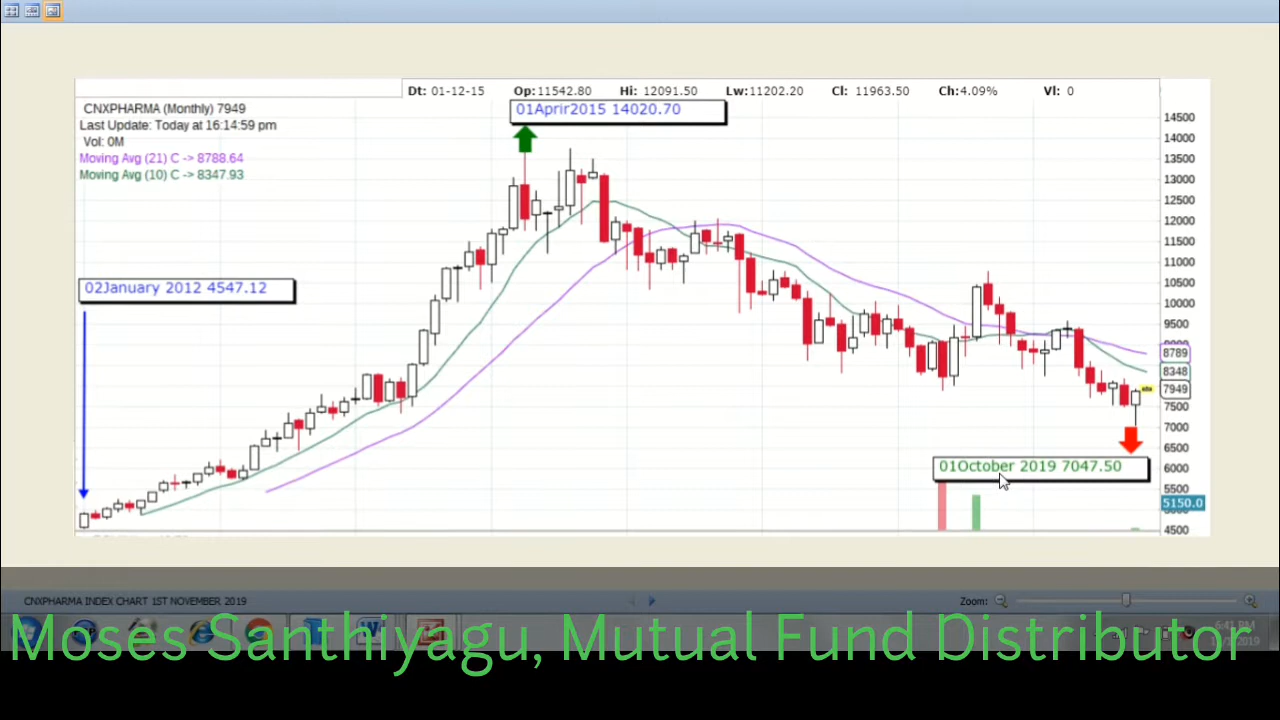 Dt: 01-12-15 Op:11542.80 Hi: 12091.50 Lw:11202.20 Cl: 11963.50 Ch:4.09% Vl: 0
CNXPHARMA (Monthly) 7949
Last Update: Today at 16:14:59 pm
Vol: 0M
Moving Avg (21) C -> 8788.64
Moving Avg (10) C -> 8347.93
01Aprir2015 14020.70
02January 2012 4547.12
01October 2019 7047.50
14500
14000
13500
13000
12500
12000
11500
11000
10500
10000
9500
8789
8348
7949
7500
7000
6500
6000
5500
5150.0
4500
CNXPHARMA INDEX CHART 1ST NOVEMBER 2019
Zoom:
6:41 PM
Moses Santhiyagu, Mutual Fund Distributor